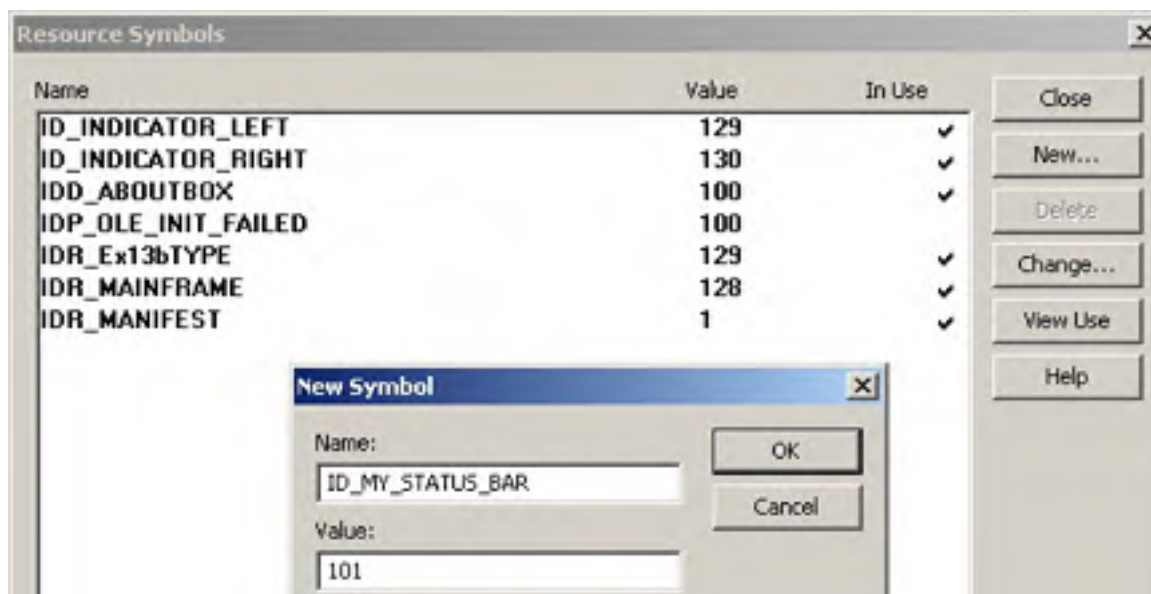 Resource Symbols
Name Value In Use
ID_INDICATOR_LEFT 129
ID_INDICATOR_RIGHT 130
IDD_ABOUTBOX 100
IDP_OLE_INIT_FAILED 100
IDR_Ex13bTYPE 129
IDR_MAINFRAME 128
IDR_MANIFEST 1
Close
New...
Delete
Change...
View Use
Help
New Symbol
Name:
ID_MY_STATUS_BAR
Value:
101
OK
Cancel